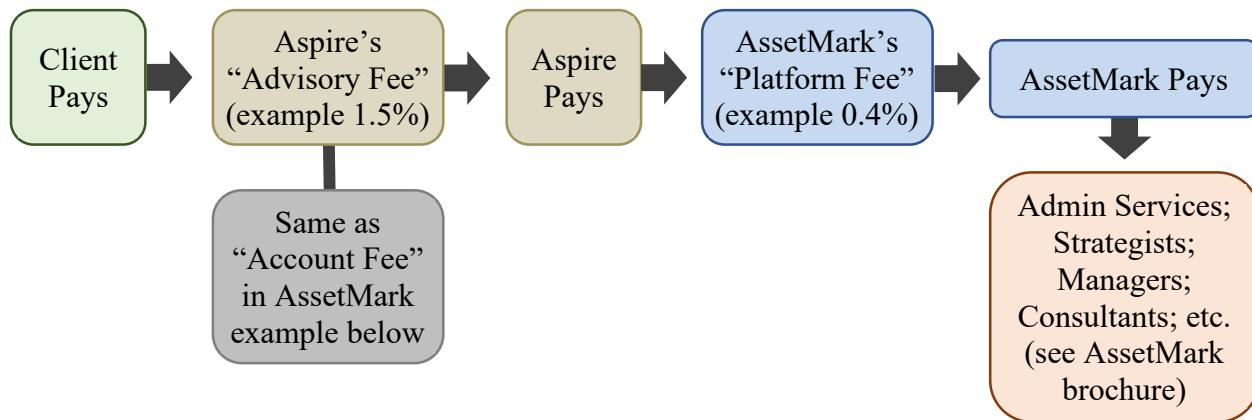 Client
Pays
Aspire’s
“Advisory Fee”
(example 1.5%)
Aspire
Pays
AssetMark’s
“Platform Fee”
(example 0.4%)
AssetMark Pays
Same as
“Account Fee”
in AssetMark
example below
Admin Services;
Strategists;
Managers;
Consultants; etc.
(see AssetMark
brochure)